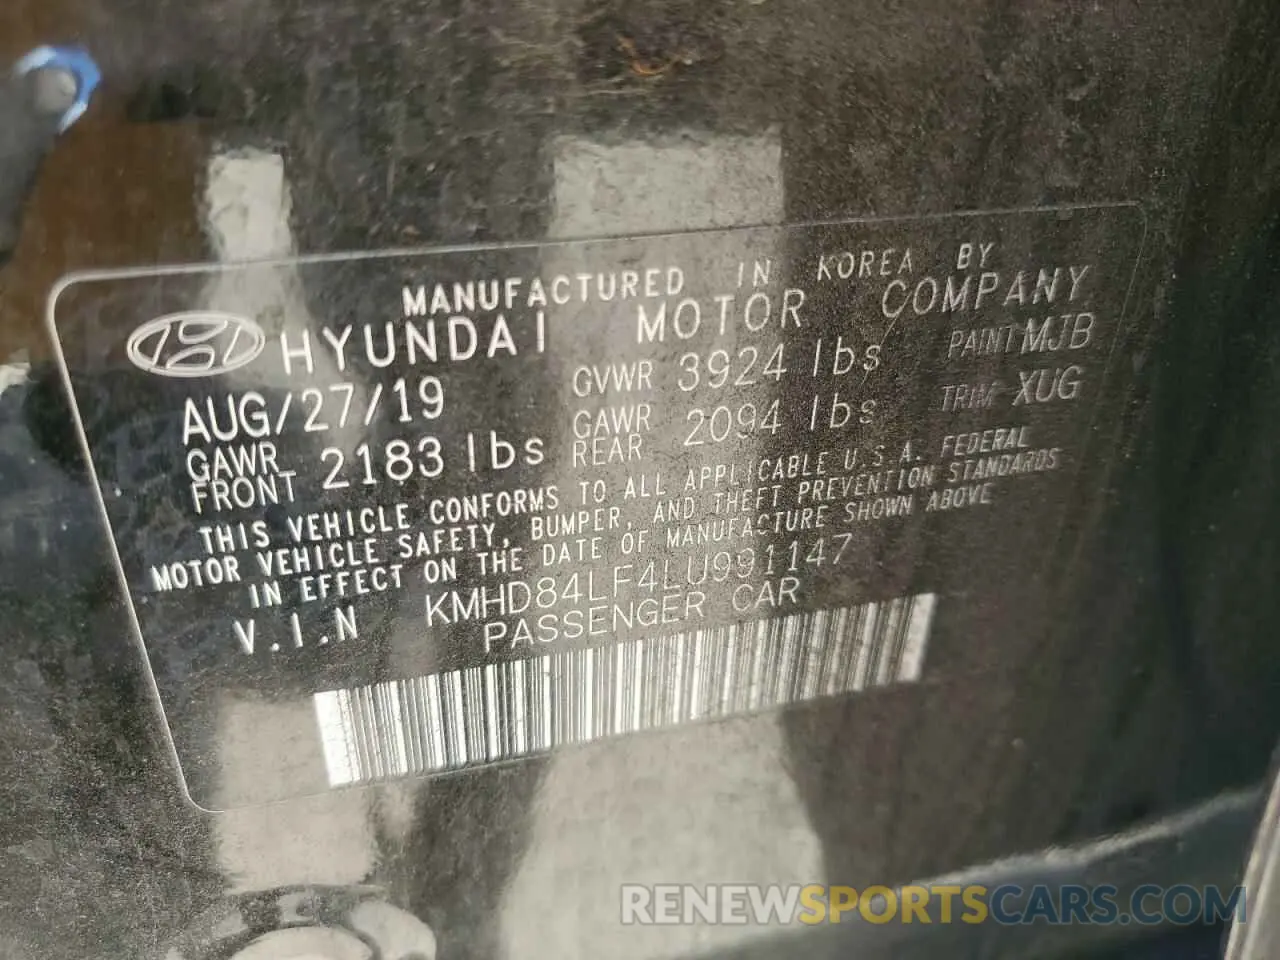 MANUFACTURED IN KOREA BY
HYUNDAI MOTOR COMPANY
AUG/27/19 GVWR 3924 lbs PAINT MJB
GAWR FRONT 2183 lbs GAWR REAR 2094 lbs TRIM XUG
THIS VEHICLE CONFORMS TO ALL APPLICABLE U.S.A. FEDERAL
MOTOR VEHICLE SAFETY, BUMPER, AND THEFT PREVENTION STANDARDS
IN EFFECT ON THE DATE OF MANUFACTURE SHOWN ABOVE
V.I.N KMHD84LF4LU991147
PASSENGER CAR
RENEWSPORTSCARS.COM